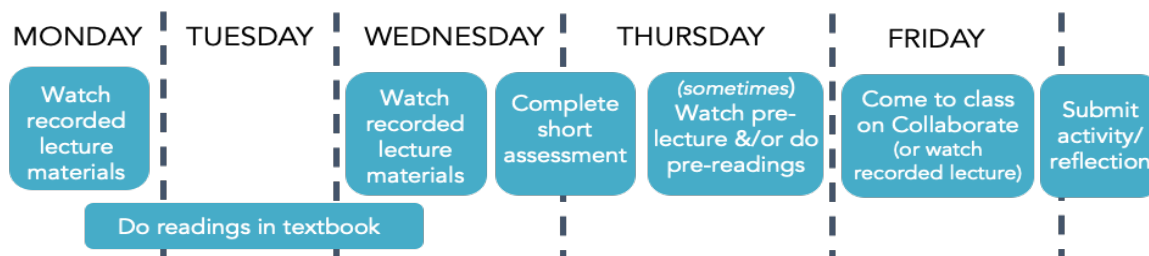 MONDAY
TUESDAY
WEDNESDAY
THURSDAY
FRIDAY
Watch
recorded
lecture
materials
Watch
recorded
lecture
materials
Complete
short
assessment
(sometimes)
Watch pre-
lecture &/or do
pre-readings
Come to class
on Collaborate
(or watch
recorded lecture)
Submit
activity/
reflection
Do readings in textbook